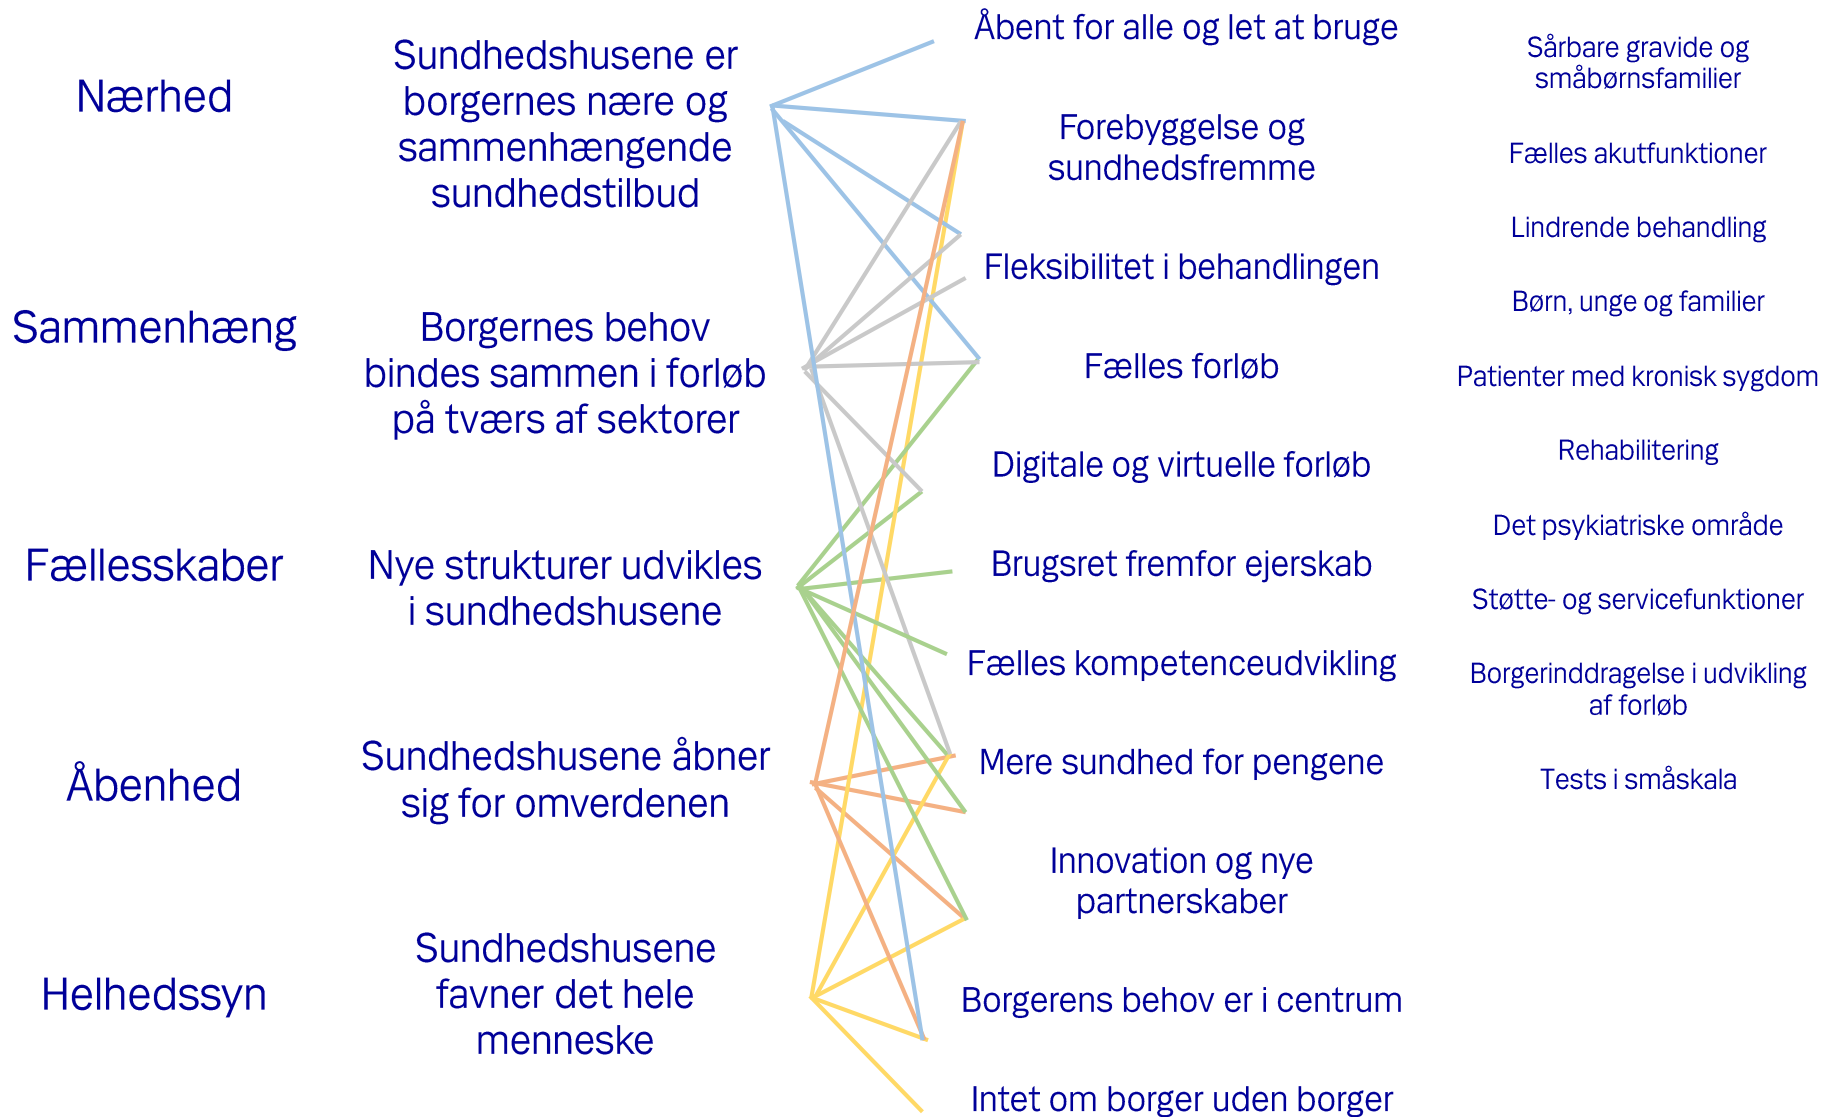 Nærhed
Sammenhæng
Fællesskaber
Åbenhed
Helhedssyn
Sundhedshusene er
borgernes nære og
sammenhængende
sundhedstilbud
Borgernes behov
bindes sammen i forløb
på tværs af sektorer
Nye strukturer udvikles
i sundhedshusene
Sundhedshusene åbner
sig for omverdenen
Sundhedshusene
favner det hele
menneske
Åbent for alle og let at bruge
Forebyggelse og
sundhedsfremme
Fleksibilitet i behandlingen
Fælles forløb
Digitale og virtuelle forløb
Brugsret fremfor ejerskab
Fælles kompetenceudvikling
Mere sundhed for pengene
Innovation og nye
partnerskaber
Borgerens behov er i centrum
Intet om borger uden borger
Sårbare gravide og
småbørnsfamilier
Fælles akutfunktioner
Lindrende behandling
Børn, unge og familier
Patienter med kronisk sygdom
Rehabilitering
Det psykiatriske område
Støtte- og servicefunktioner
Borgerinddragelse i udvikling
af forløb
Tests i småskala